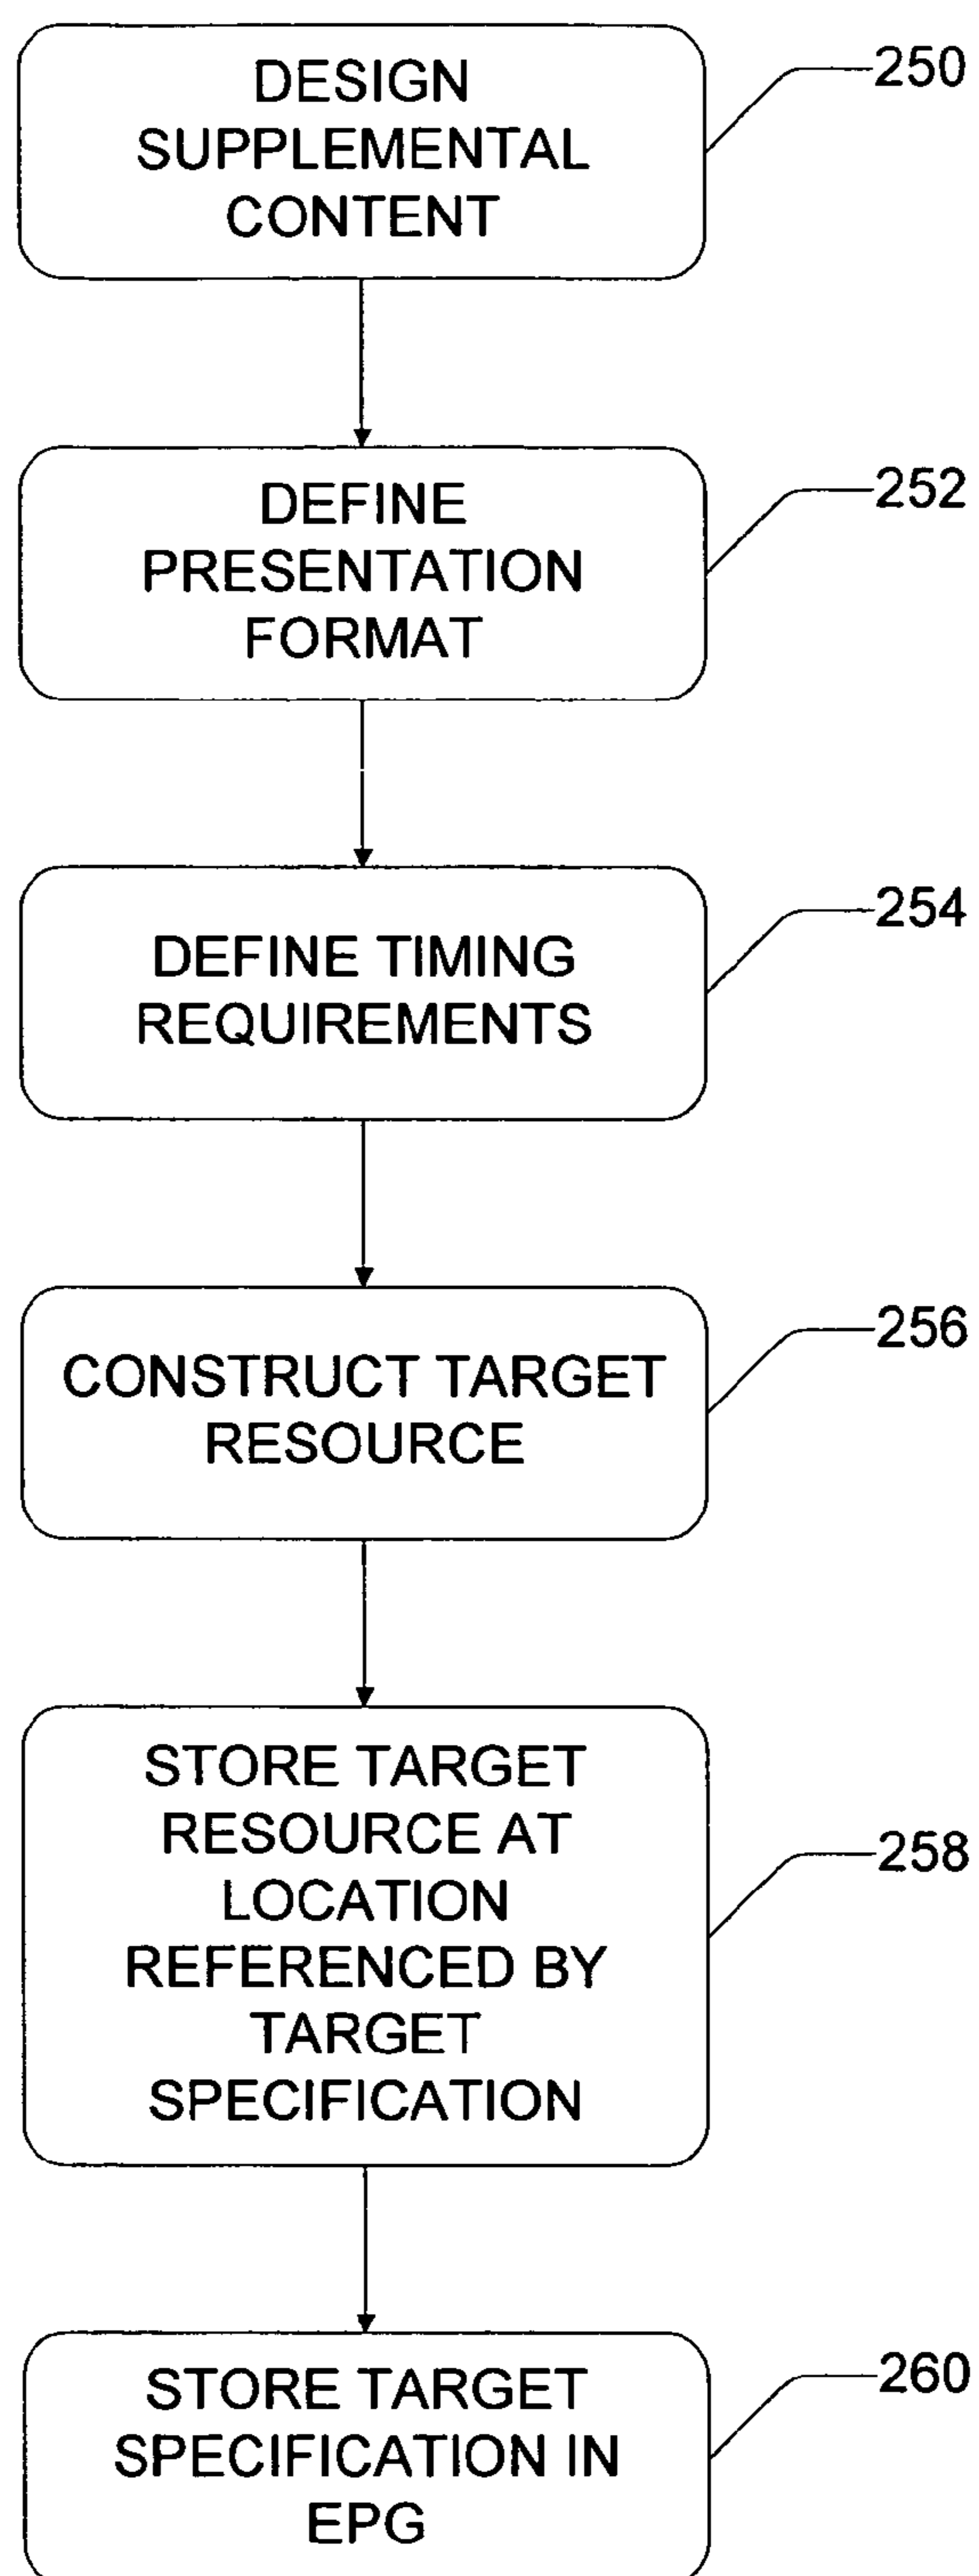 DESIGN
SUPPLEMENTAL
CONTENT
250
DEFINE
PRESENTATION
FORMAT
252
DEFINE TIMING
REQUIREMENTS
254
CONSTRUCT TARGET
RESOURCE
256
STORE TARGET
RESOURCE AT
LOCATION
REFERENCED BY
TARGET
SPECIFICATION
258
STORE TARGET
SPECIFICATION IN
EPG
260